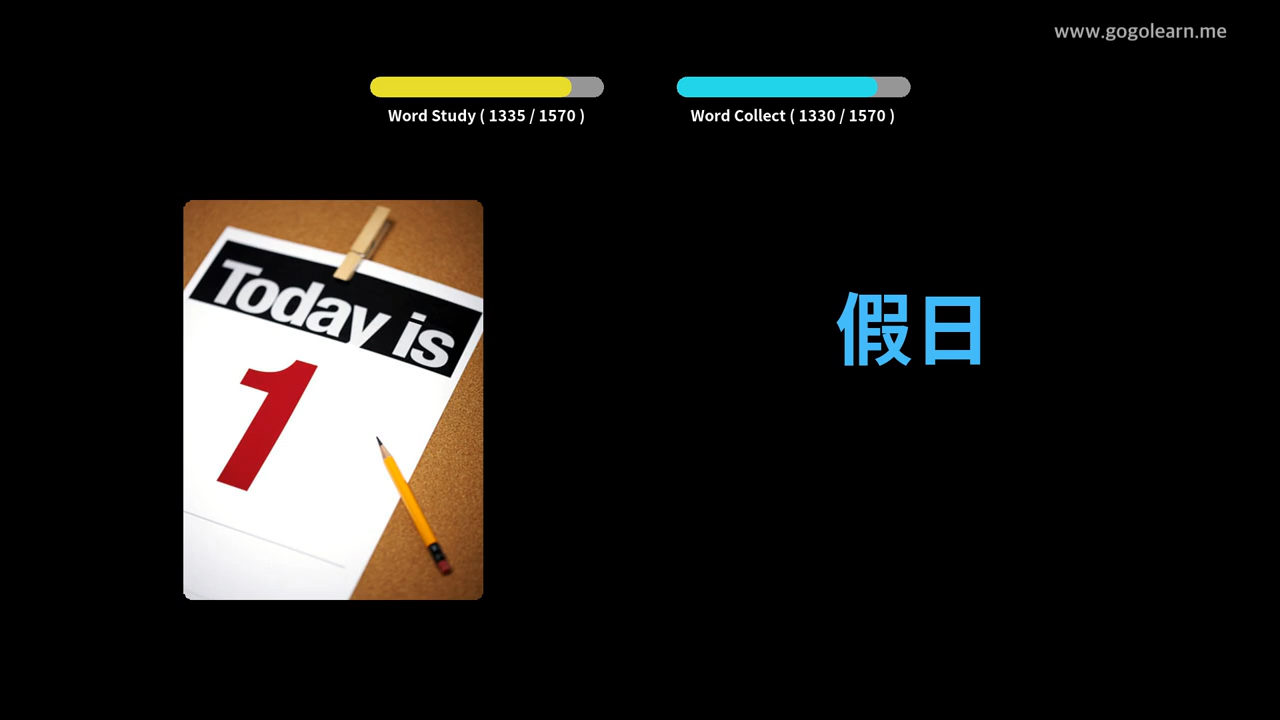 www.gogolearn.me
Word Study ( 1335 / 1570 )
Word Collect ( 1330 / 1570 )
Today is
1
假日